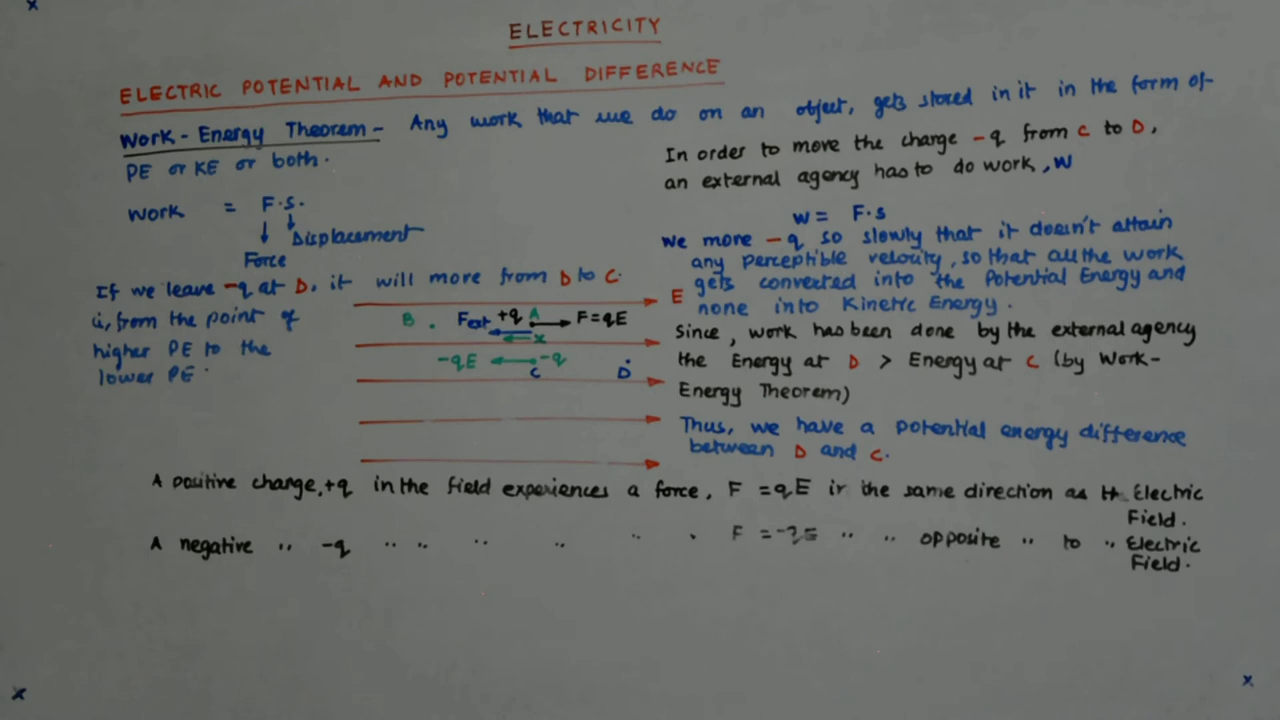 ELECTRICITY
ELECTRIC POTENTIAL AND POTENTIAL DIFFERENCE
Work - Energy Theorem - Any work that we do on an object, gets stored in it in the form of
PE or KE or both.
Work = F.S.
Displacement
Force
If we leave -q at D, it will move from D to C.
i, from the point of
higher PE to the
lower PE.
In order to move the charge -q from C to D,
an external agency has to do work, W
W = F.s
We move -q so slowly that it doesn't attain
any perceptible velocity, so that all the work
gets converted into the Potential Energy and
none into Kinetic Energy.
Since, work has been done by the external agency
the Energy at D > Energy at C (by Work-
Energy Theorem)
Thus, we have a potential energy difference
between D and C.
E
B . Fext +q A F=qE
x
-qE -q
C D
A positive charge, +q in the field experiences a force, F = qE in the same direction as the Electric
Field.
A negative ,, -q ,, ,, ,, ,, ,, , F = -qE ,, ,, opposite ,, to ,, Electric
Field.